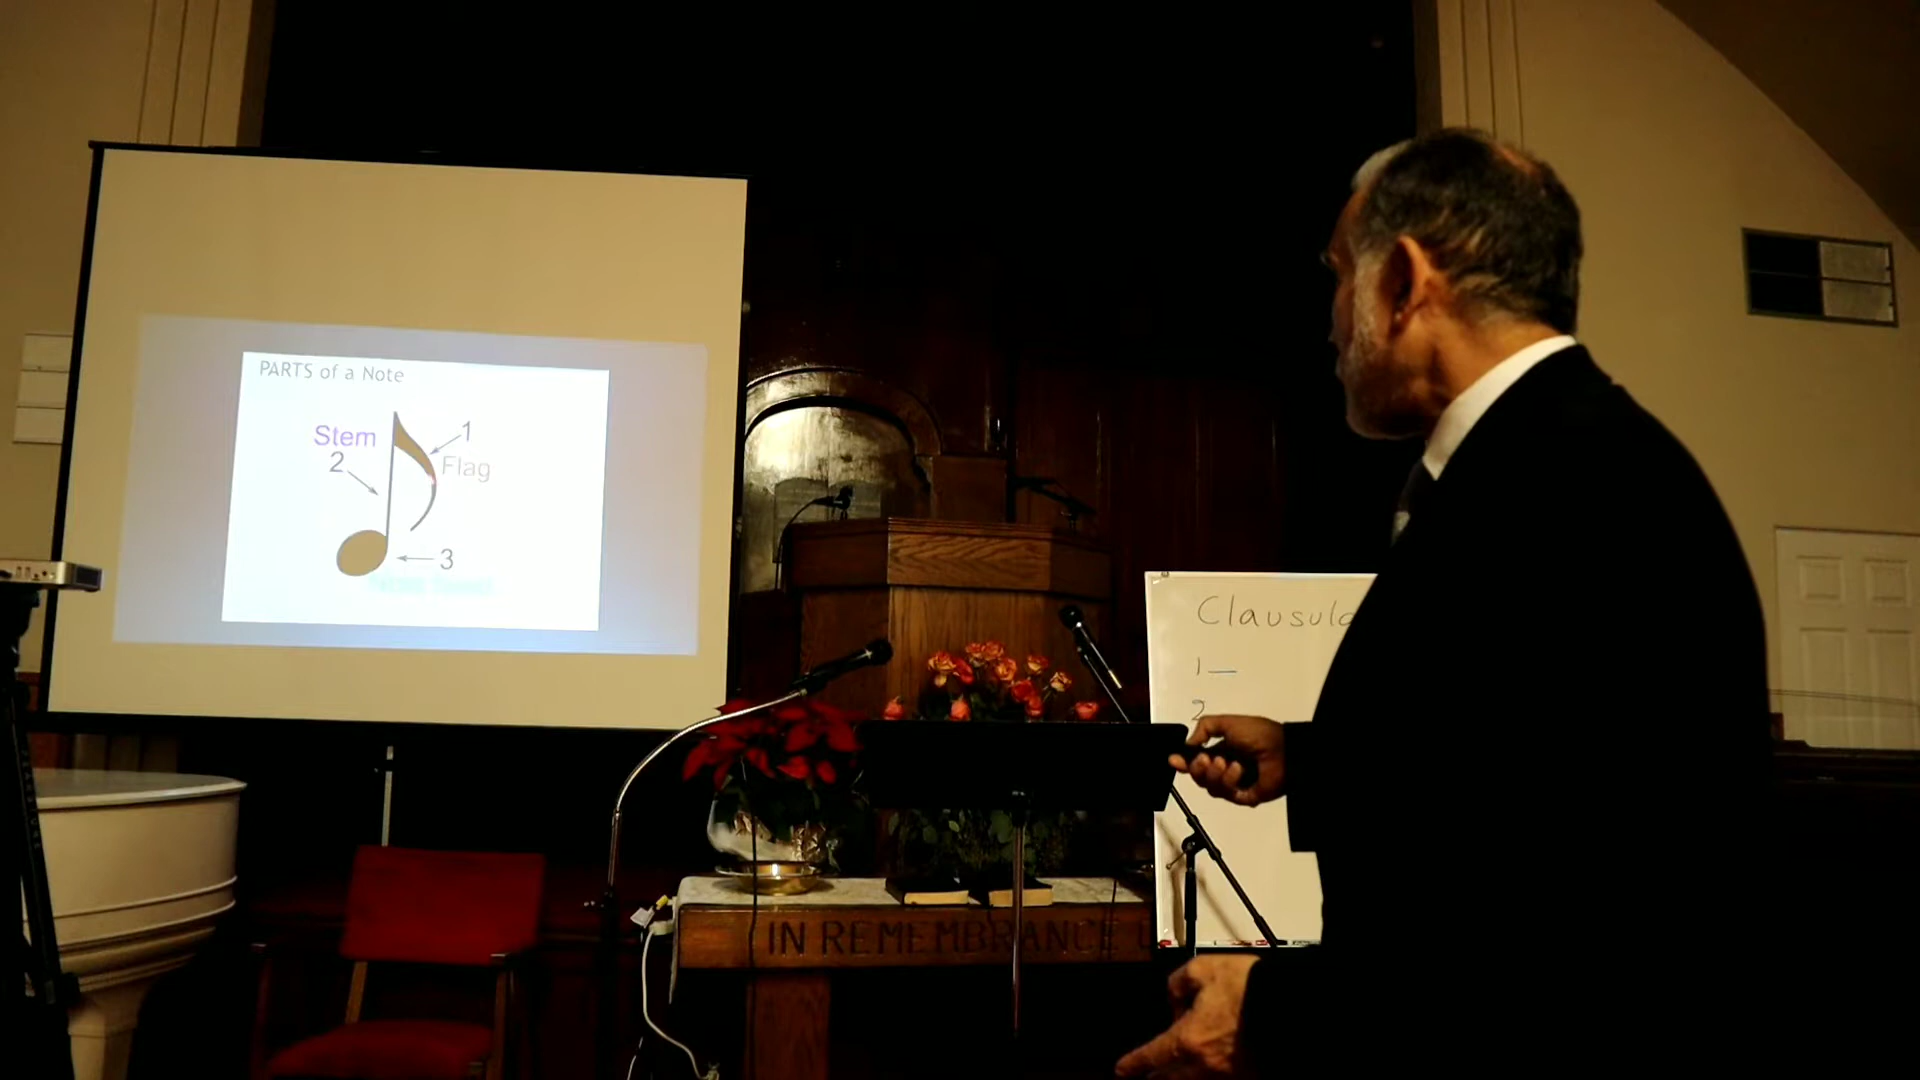 PARTS of a Note
1
Stem
Flag
2
3
Clausula
1—
2
IN REMEMBRANCE